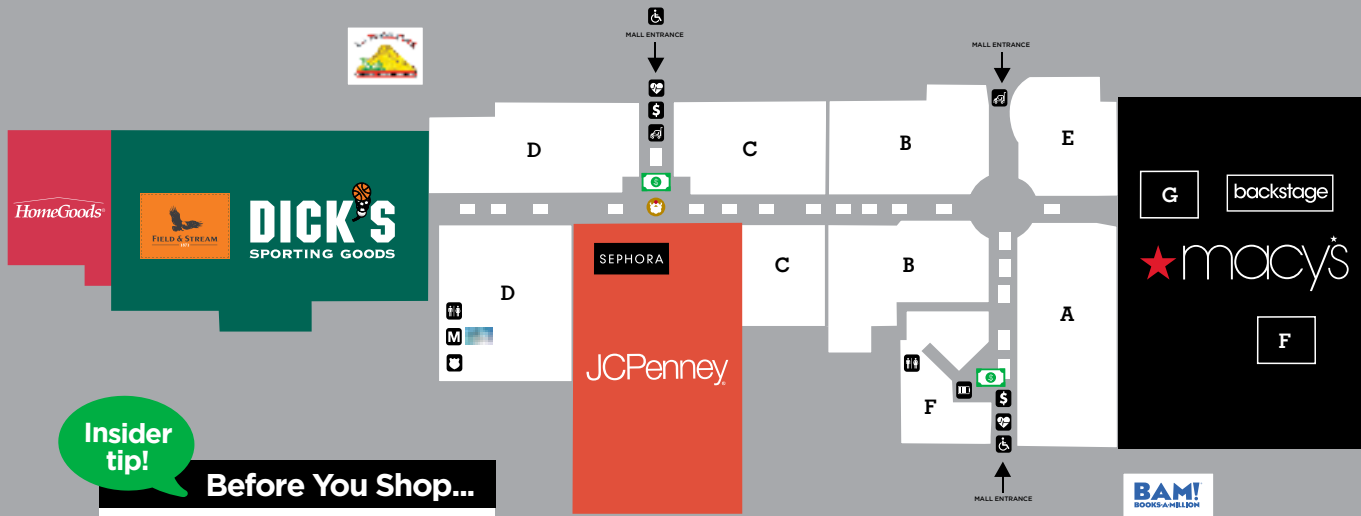 MALL ENTRANCE
MALL ENTRANCE
D
C
B
E
HomeGoods®
FIELD & STREAM
DICK'S
SPORTING GOODS
G
backstage
macy's
SEPHORA
C
B
D
A
M
JCPenney®
F
F
$
$
MALL ENTRANCE
Insider
tip!
Before You Shop...
BAM!
BOOKS-A-MILLION